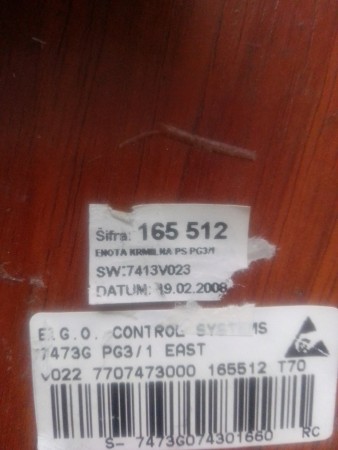 Šifra: 165 512
ENOTA KRMILNA PS PG3/1
SW:7413V023
DATUM: 19.02.2008
E.G.O. CONTROL SYSTEMS
7473G PG3/1 EAST
V022 7707473000 165512 T70
S- 7473G074301660 RC